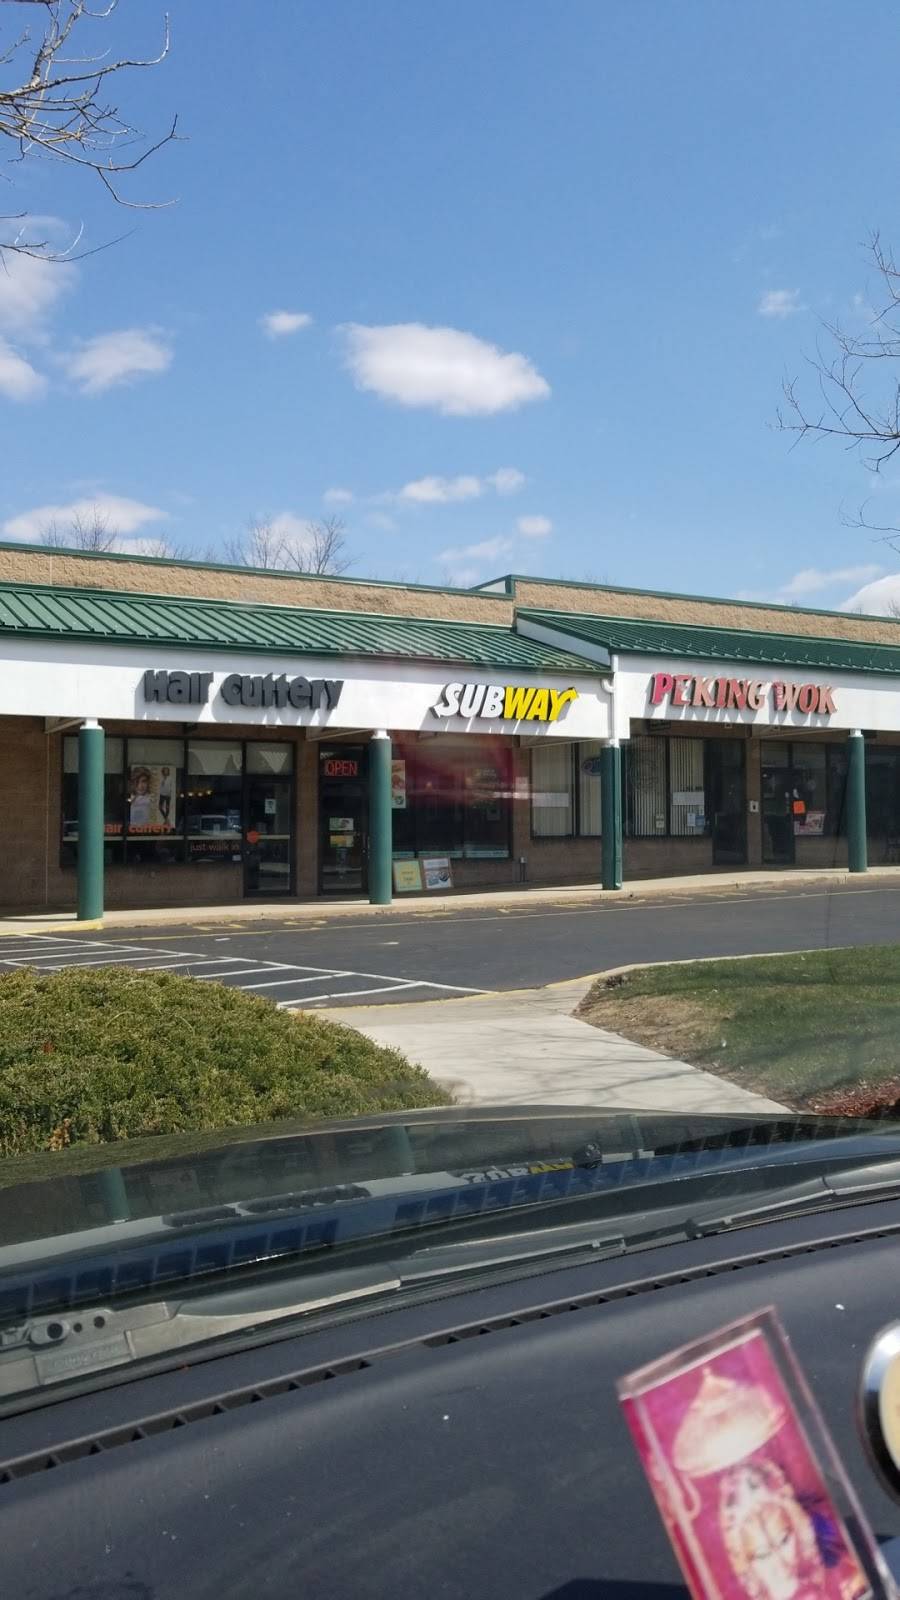 Hair Cuttery
SUBWAY
PEKING WOK
OPEN
hair cuttery
just walk in